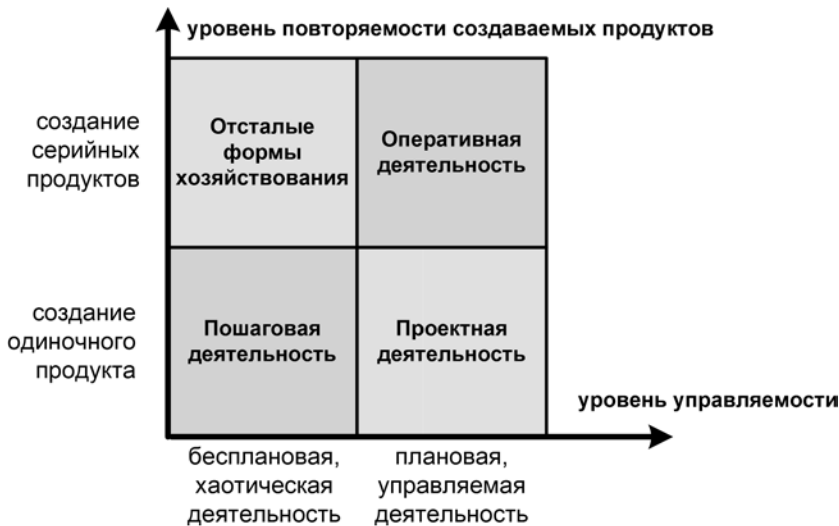 уровень повторяемости создаваемых продуктов
создание
серийных
продуктов
Отсталые
формы
хозяйствования
Оперативная
деятельность
создание
одиночного
продукта
Пошаговая
деятельность
Проектная
деятельность
уровень управляемости
бесплановая,
хаотическая
деятельность
плановая,
управляемая
деятельность